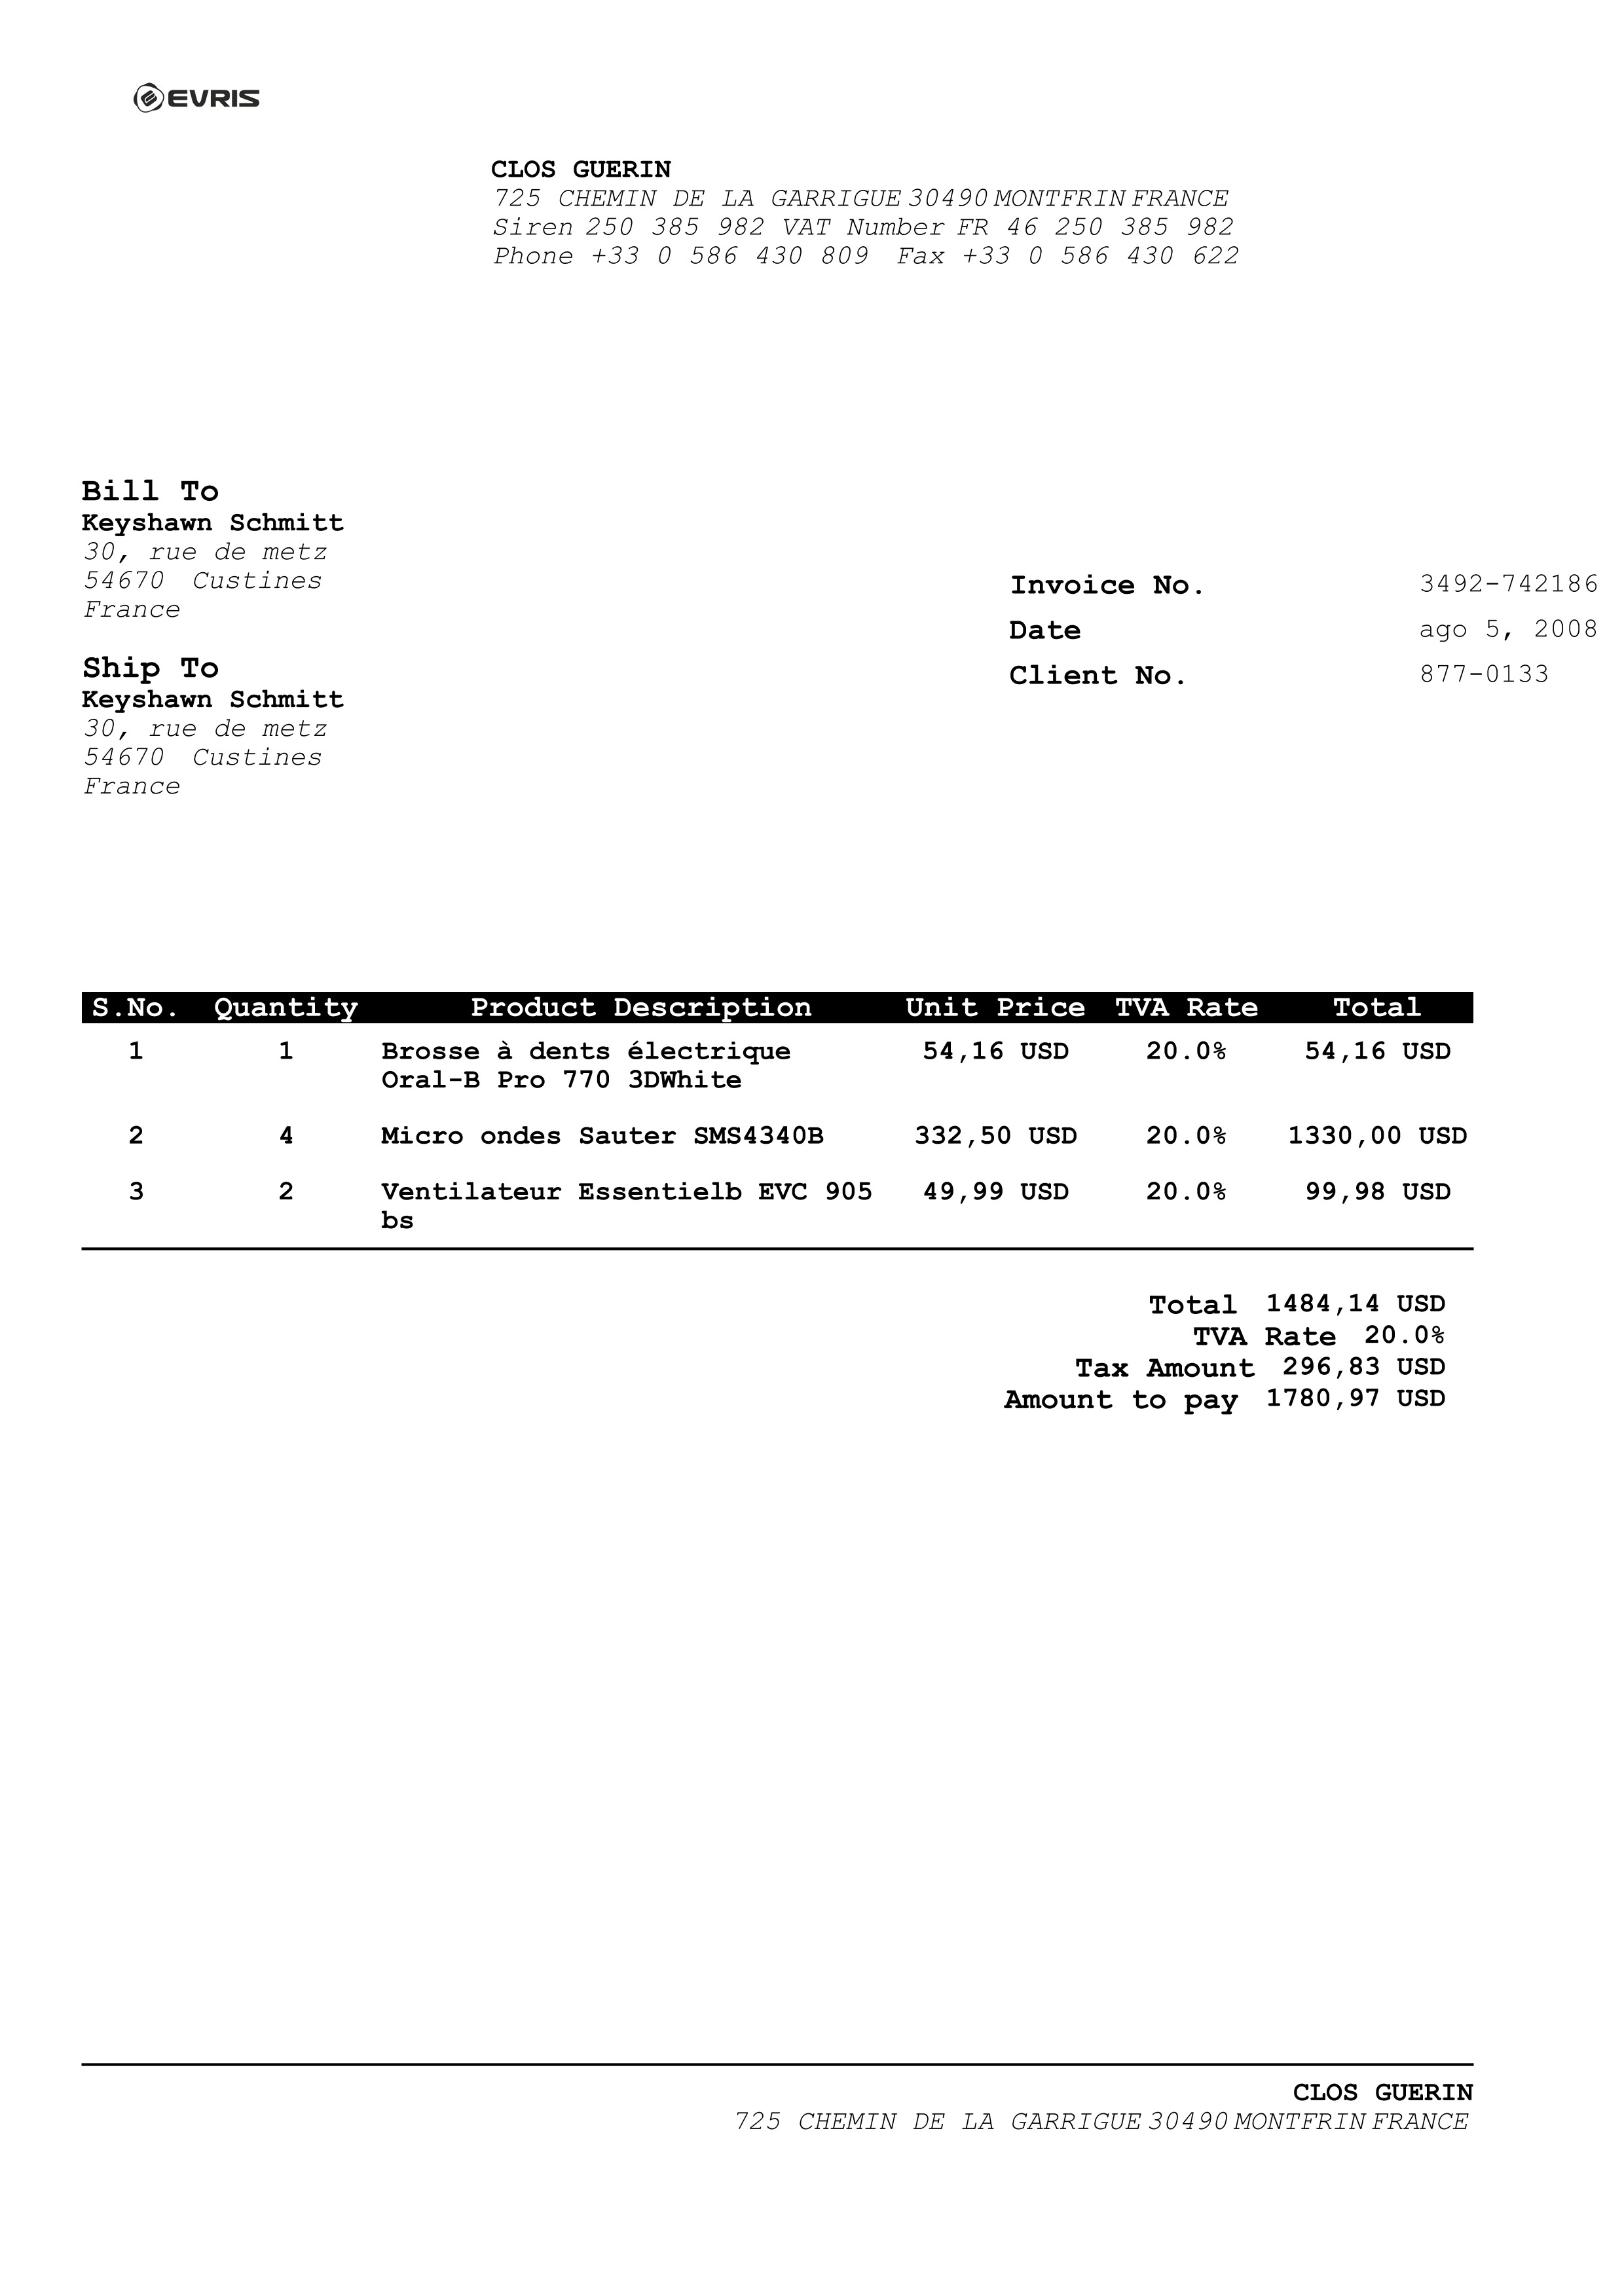 EVRIS
CLOS GUERIN
725 CHEMIN DE LA GARRIGUE 30490 MONTFRIN FRANCE
Siren 250 385 982 VAT Number FR 46 250 385 982
Phone +33 0 586 430 809 Fax +33 0 586 430 622
Bill To
Keyshawn Schmitt
30, rue de metz
54670 Custines
France
Ship To
Keyshawn Schmitt
30, rue de metz
54670 Custines
France
Invoice No. 3492-742186
Date ago 5, 2008
Client No. 877-0133
S.No. Quantity Product Description Unit Price TVA Rate Total
1 1 Brosse à dents électrique 54,16 USD 20.0% 54,16 USD
Oral-B Pro 770 3DWhite
2 4 Micro ondes Sauter SMS4340B 332,50 USD 20.0% 1330,00 USD
3 2 Ventilateur Essentielb EVC 905 49,99 USD 20.0% 99,98 USD
bs
Total 1484,14 USD
TVA Rate 20.0%
Tax Amount 296,83 USD
Amount to pay 1780,97 USD
CLOS GUERIN
725 CHEMIN DE LA GARRIGUE 30490 MONTFRIN FRANCE